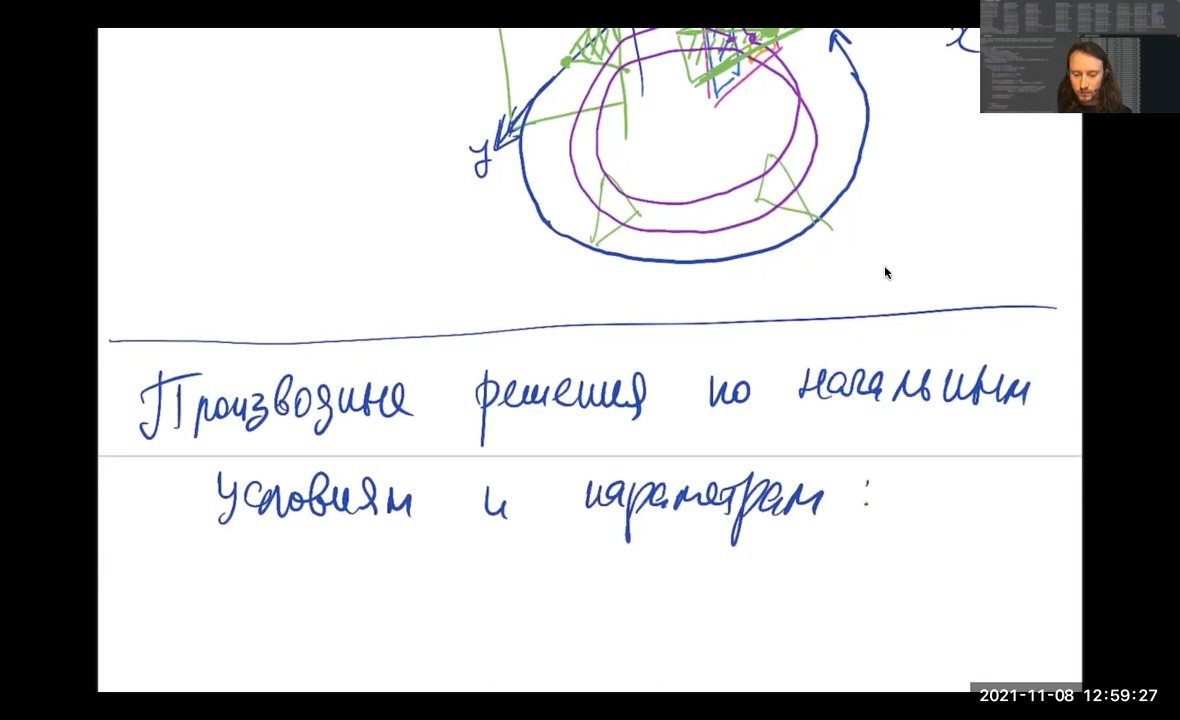 x
y
Производные решения по начальным
условиям и параметрам :
2021-11-08 12:59:27